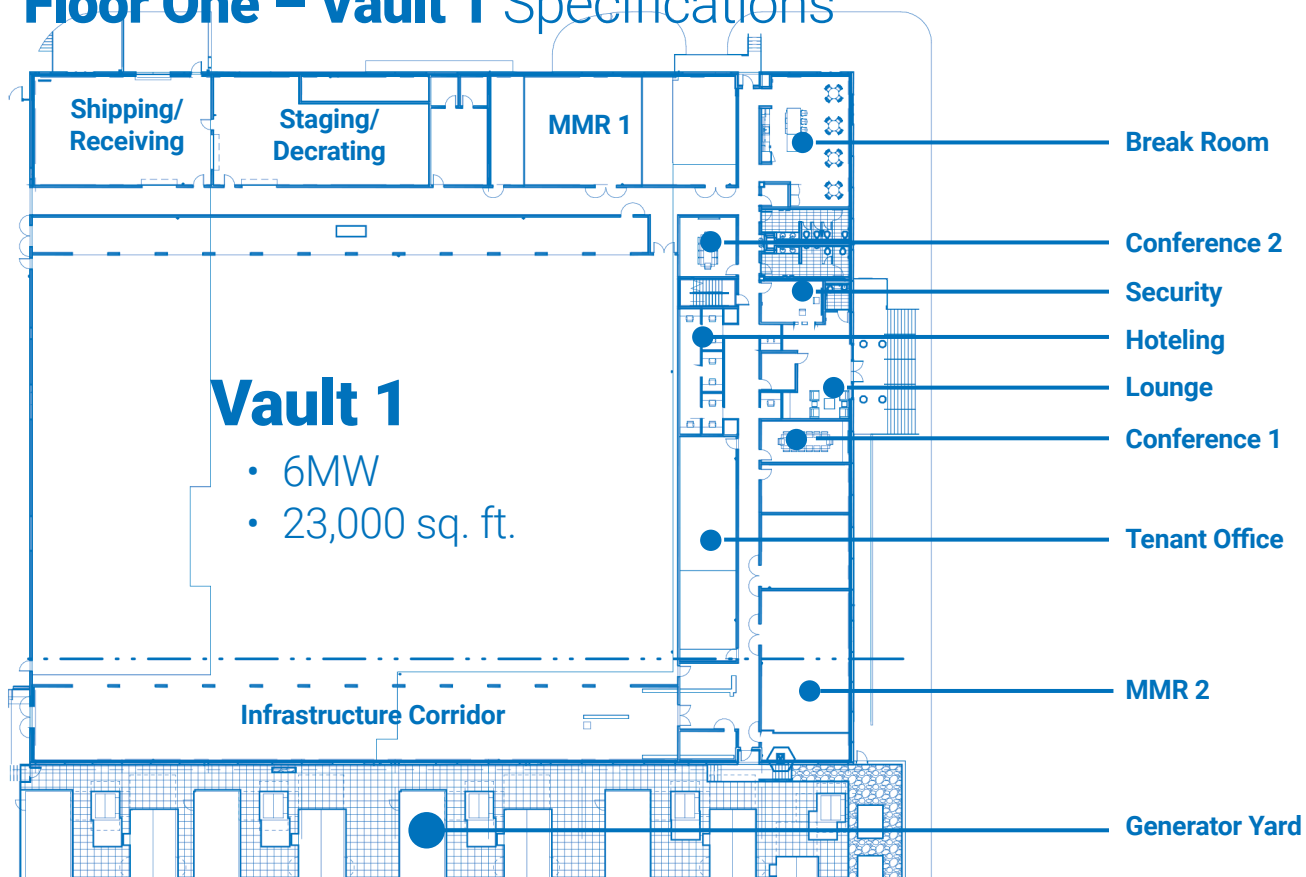 Floor One – Vault 1 Specifications
Shipping/
Receiving
Staging/
Decrating
MMR 1
Break Room
Conference 2
Security
Hoteling
Lounge
Conference 1
Vault 1
• 6MW
• 23,000 sq. ft.
Tenant Office
MMR 2
Infrastructure Corridor
Generator Yard